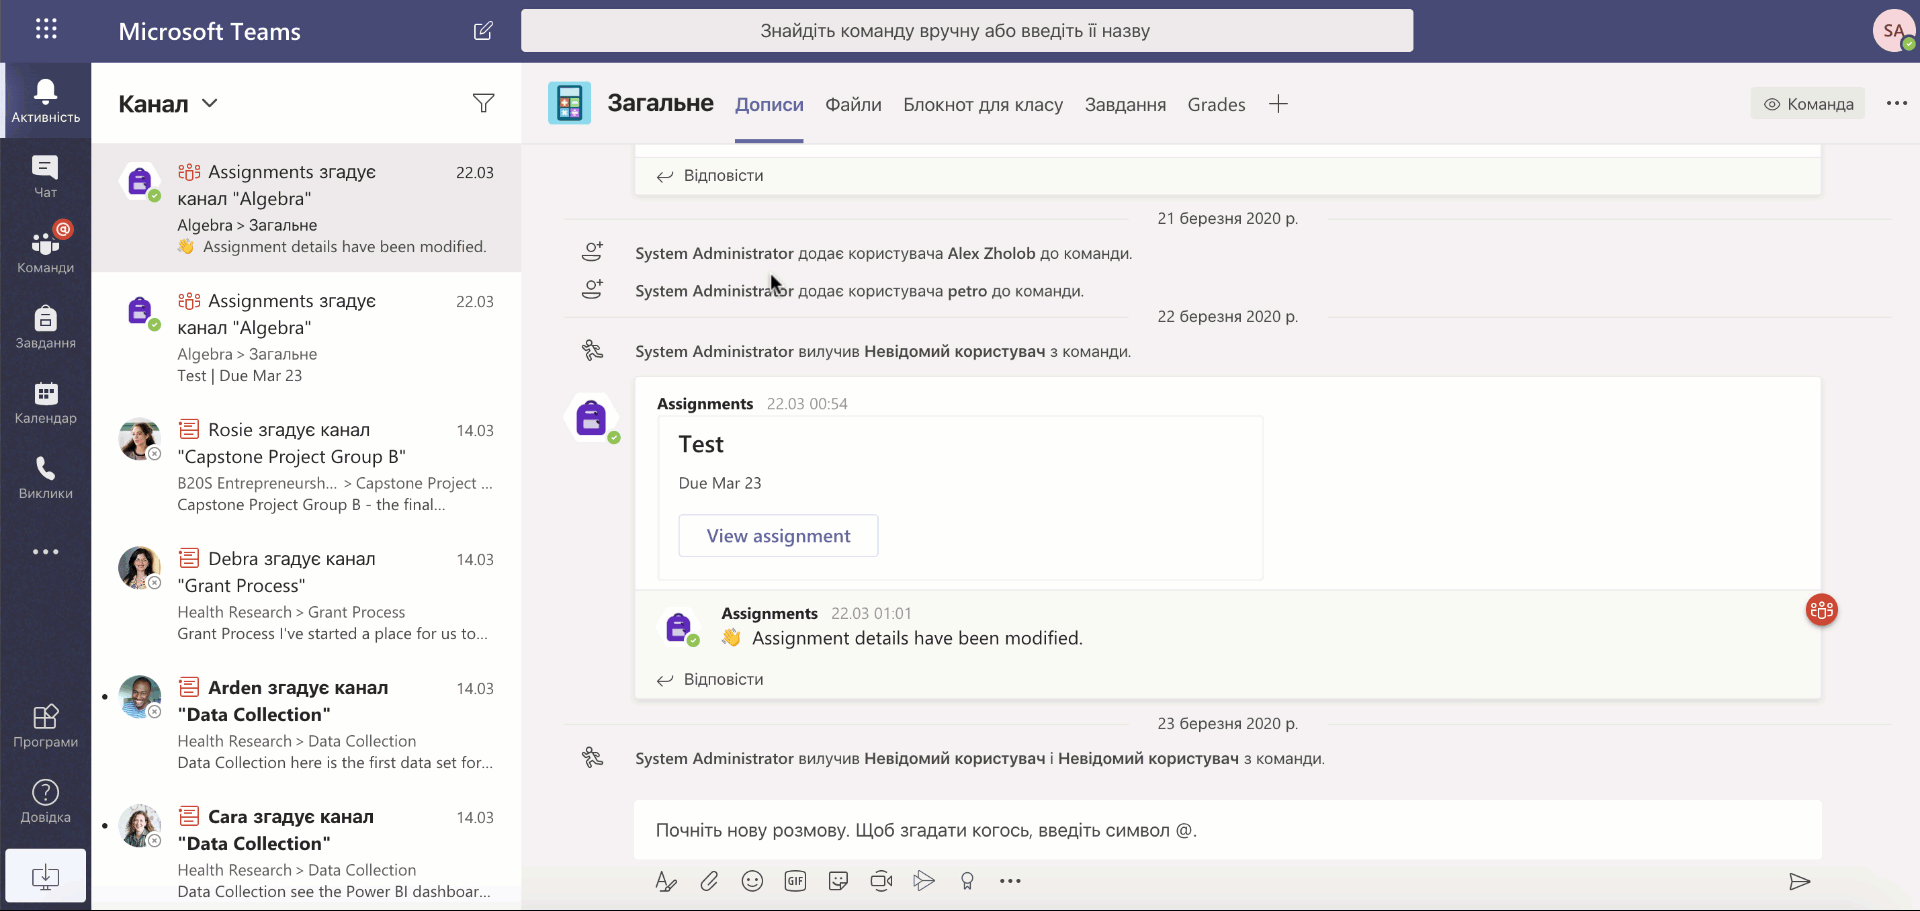 Microsoft Teams
Знайдіть команду вручну або введіть її назву
SA
Активність
Чат
@
Команди
Завдання
Календар
Виклики
Програми
Довідка
Канал
Assignments згадує 22.03
канал "Algebra"
Algebra > Загальне
👋 Assignment details have been modified.
Assignments згадує 22.03
канал "Algebra"
Algebra > Загальне
Test | Due Mar 23
Rosie згадує канал 14.03
"Capstone Project Group B"
B20S Entrepreneursh... > Capstone Project ...
Capstone Project Group B - the final...
Debra згадує канал 14.03
"Grant Process"
Health Research > Grant Process
Grant Process I've started a place for us to...
Arden згадує канал 14.03
"Data Collection"
Health Research > Data Collection
Data Collection here is the first data set for...
Cara згадує канал 14.03
"Data Collection"
Health Research > Data Collection
Data Collection see the Power BI dashboar...
Загальне Дописи Файли Блокнот для класу Завдання Grades
Команда
Відповісти
21 березня 2020 р.
System Administrator додає користувача Alex Zholob до команди.
System Administrator додає користувача petro до команди.
22 березня 2020 р.
System Administrator вилучив Невідомий користувач з команди.
Assignments 22.03 00:54
Test
Due Mar 23
View assignment
Assignments 22.03 01:01
👋 Assignment details have been modified.
Відповісти
23 березня 2020 р.
System Administrator вилучив Невідомий користувач і Невідомий користувач з команди.
Почніть нову розмову. Щоб згадати когось, введіть символ @.
GIF